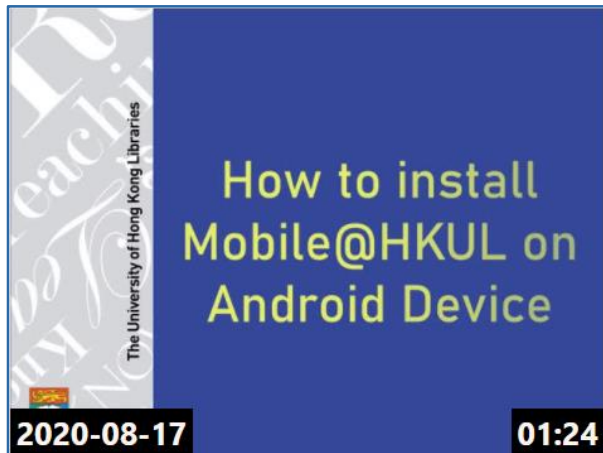 The University of Hong Kong Libraries
How to install
Mobile@HKUL on
Android Device
2020-08-17
01:24